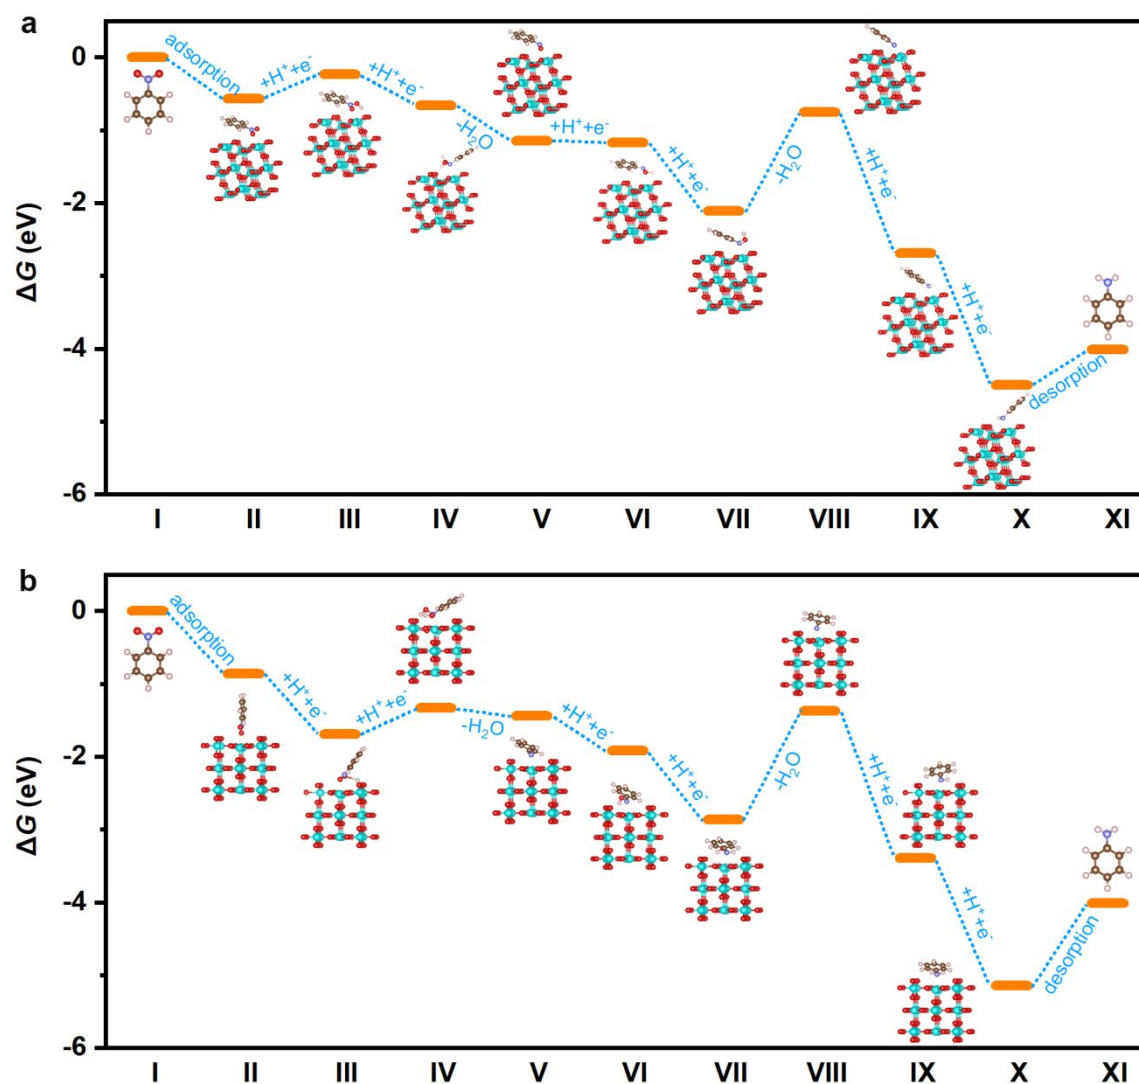 a
ΔG (eV)
0
-2
-4
-6
adsorption
+H⁺+e⁻
+H⁺+e⁻
-H₂O
+H⁺+e⁻
+H⁺+e⁻
-H₂O
+H⁺+e⁻
+H⁺+e⁻
desorption
I II III IV V VI VII VIII IX X XI
b
ΔG (eV)
0
-2
-4
-6
adsorption
+H⁺+e⁻
+H⁺+e⁻
-H₂O
+H⁺+e⁻
+H⁺+e⁻
-H₂O
+H⁺+e⁻
+H⁺+e⁻
desorption
I II III IV V VI VII VIII IX X XI